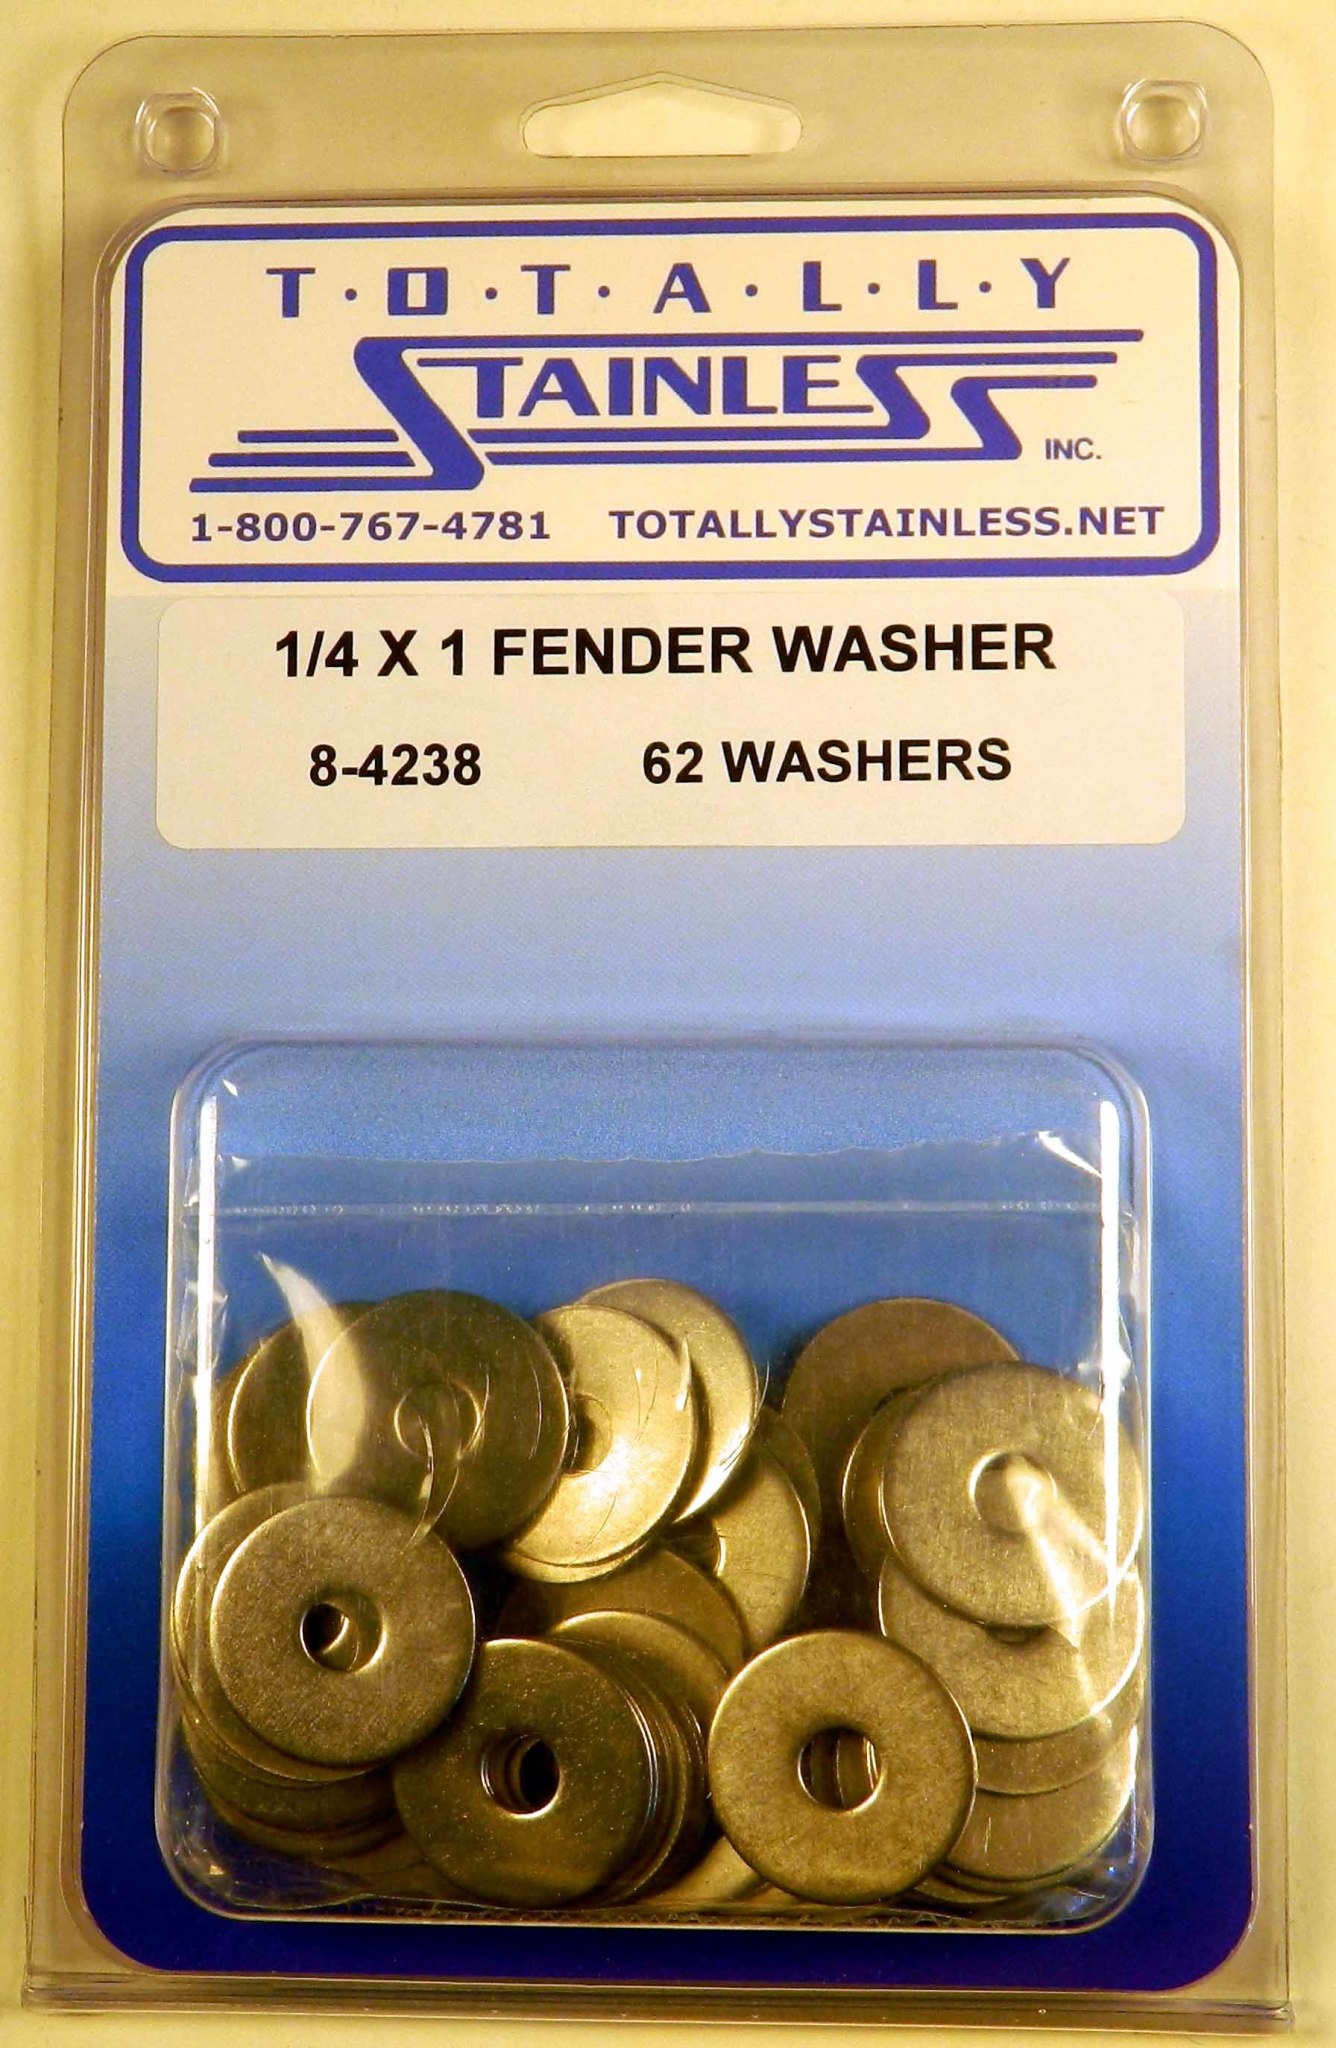 T·O·T·A·L·L·Y
STAINLESS
INC.
1-800-767-4781 TOTALLYSTAINLESS.NET
1/4 X 1 FENDER WASHER
8-4238 62 WASHERS